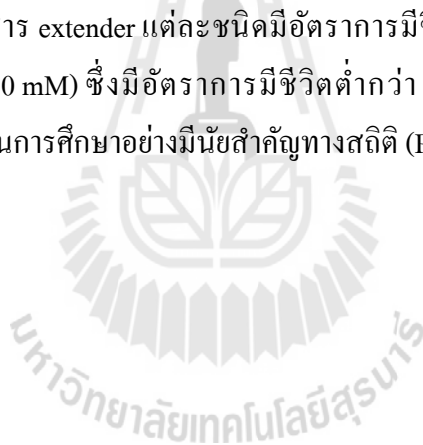 าร extender แต่ละชนิดมีอัตราการมีชี
0 mM) ซึ่งมีอัตราการมีชีวิตต่ำกว่า
นการศึกษาอย่างมีนัยสำคัญทางสถิติ (P
มหาวิทยาลัยเทคโนโลยีสุรนารี